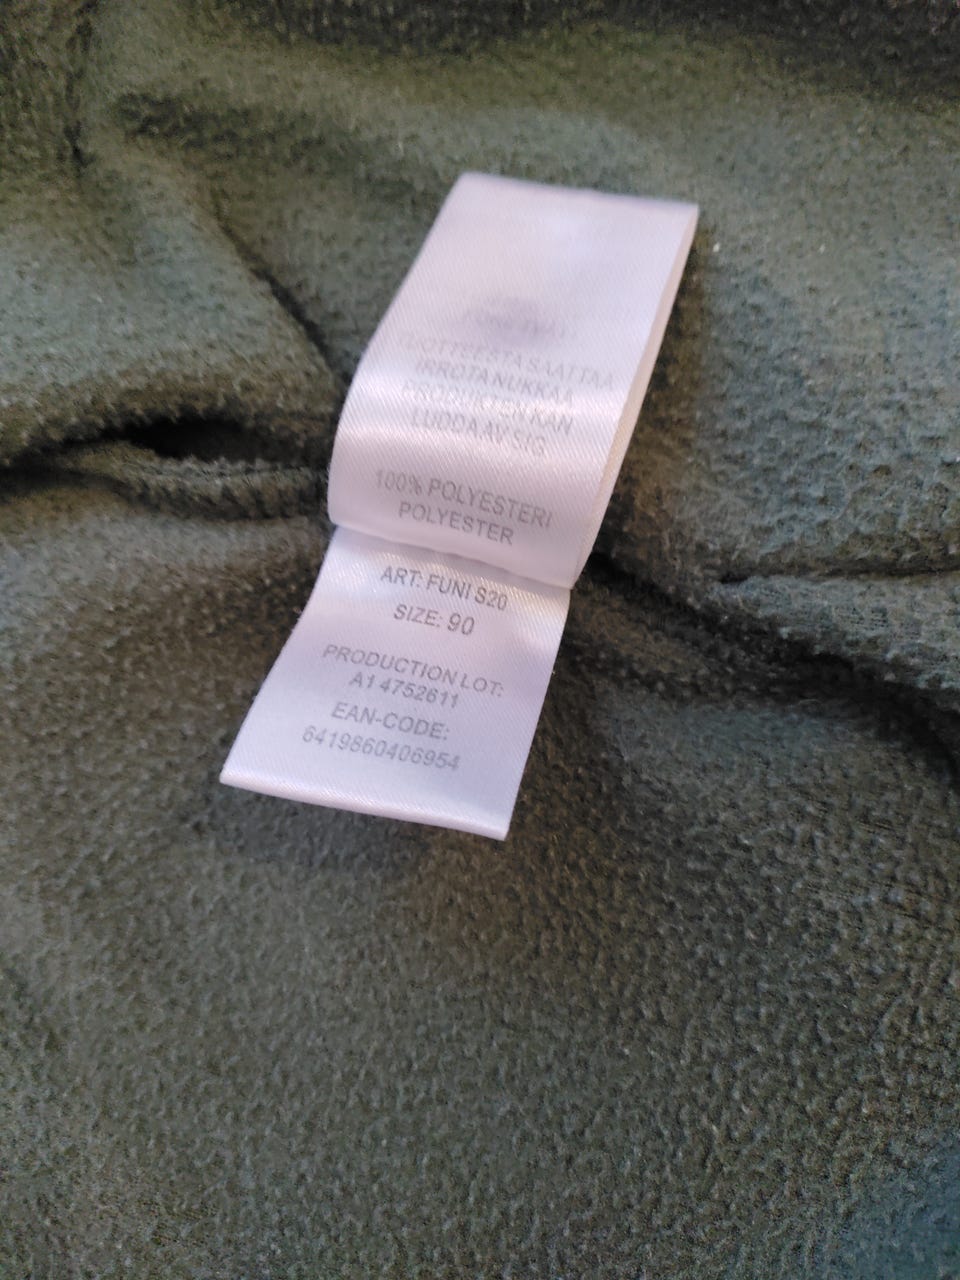 TUOTTEESTA SAATTAA
IRROTA NUKKAA
PRODUKTEN KAN
LUDDA AV SIG
100% POLYESTERI
POLYESTER
ART: FUNI S20
SIZE: 90
PRODUCTION LOT:
A1 4752611
EAN-CODE:
6419860406954